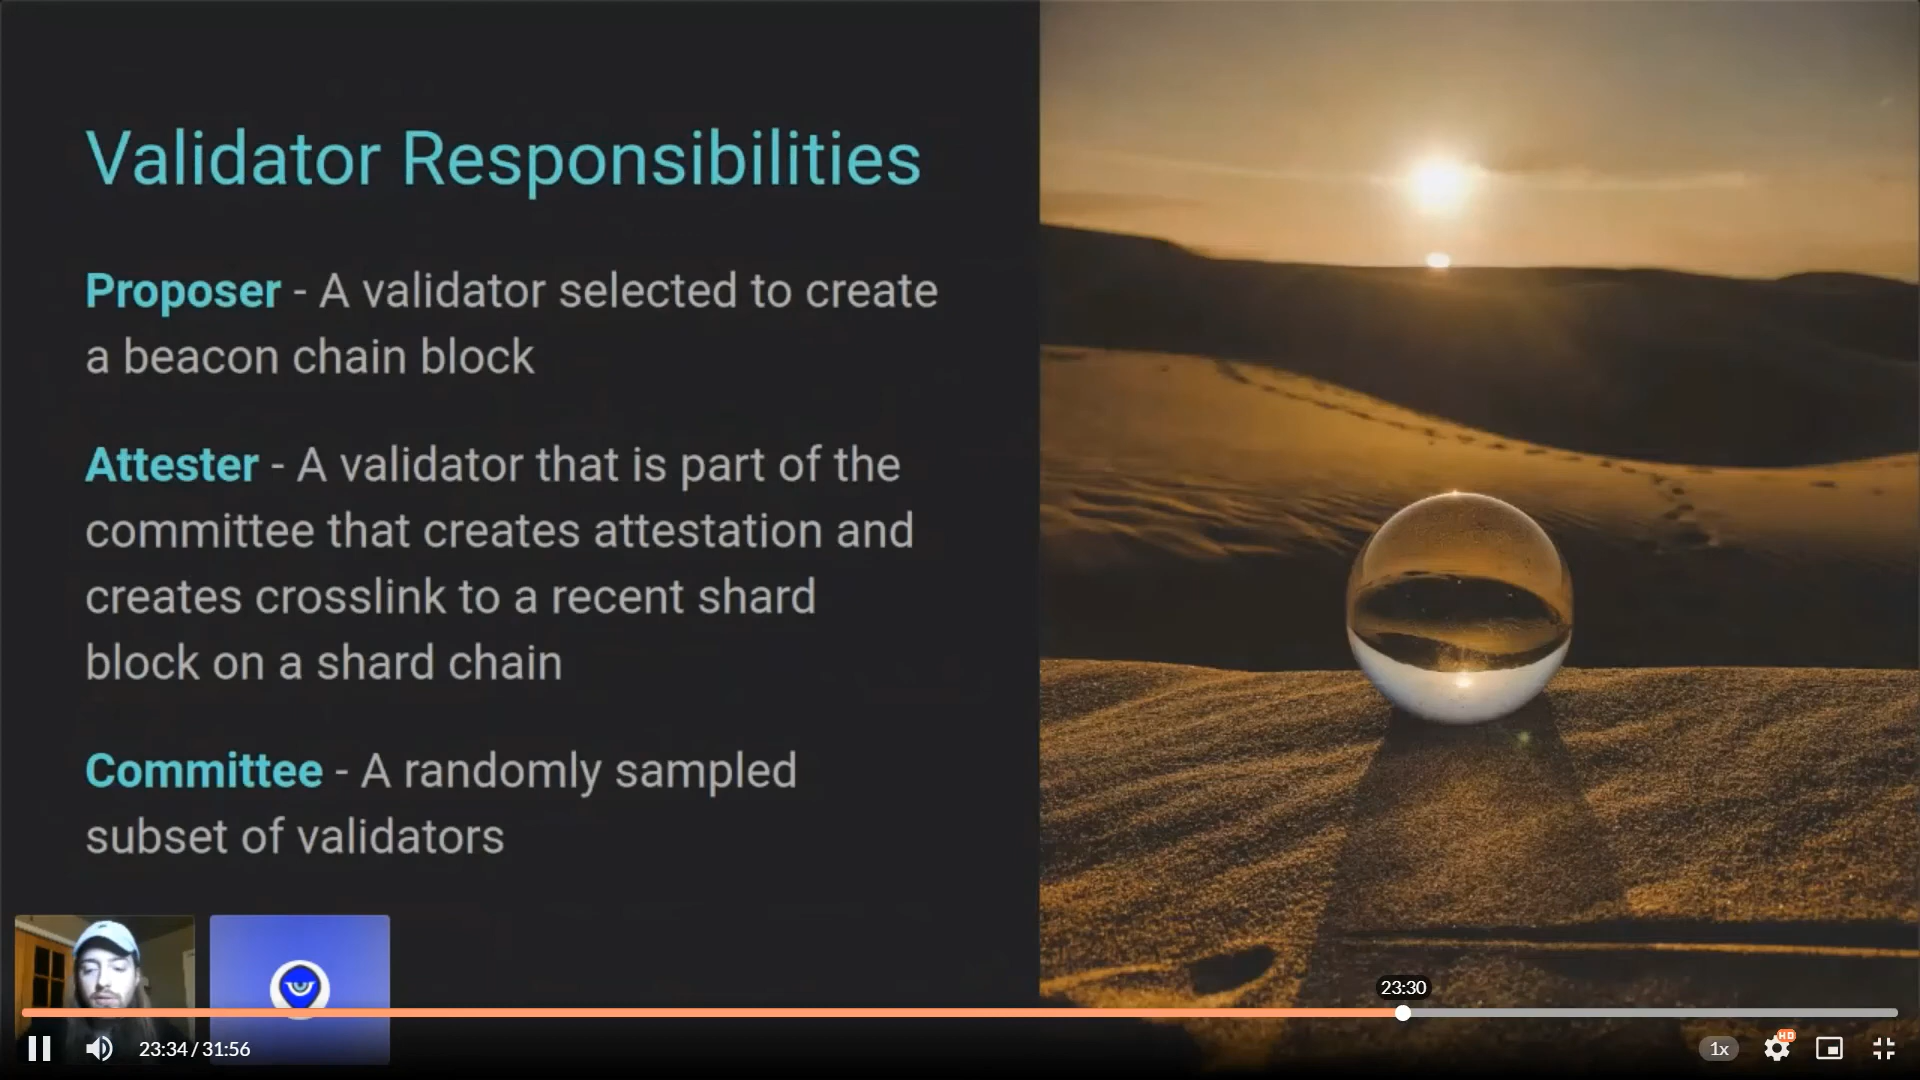 Validator Responsibilities
Proposer - A validator selected to create
a beacon chain block
Attester - A validator that is part of the
committee that creates attestation and
creates crosslink to a recent shard
block on a shard chain
Committee - A randomly sampled
subset of validators
23:30
23:34 / 31:56
1x
HD